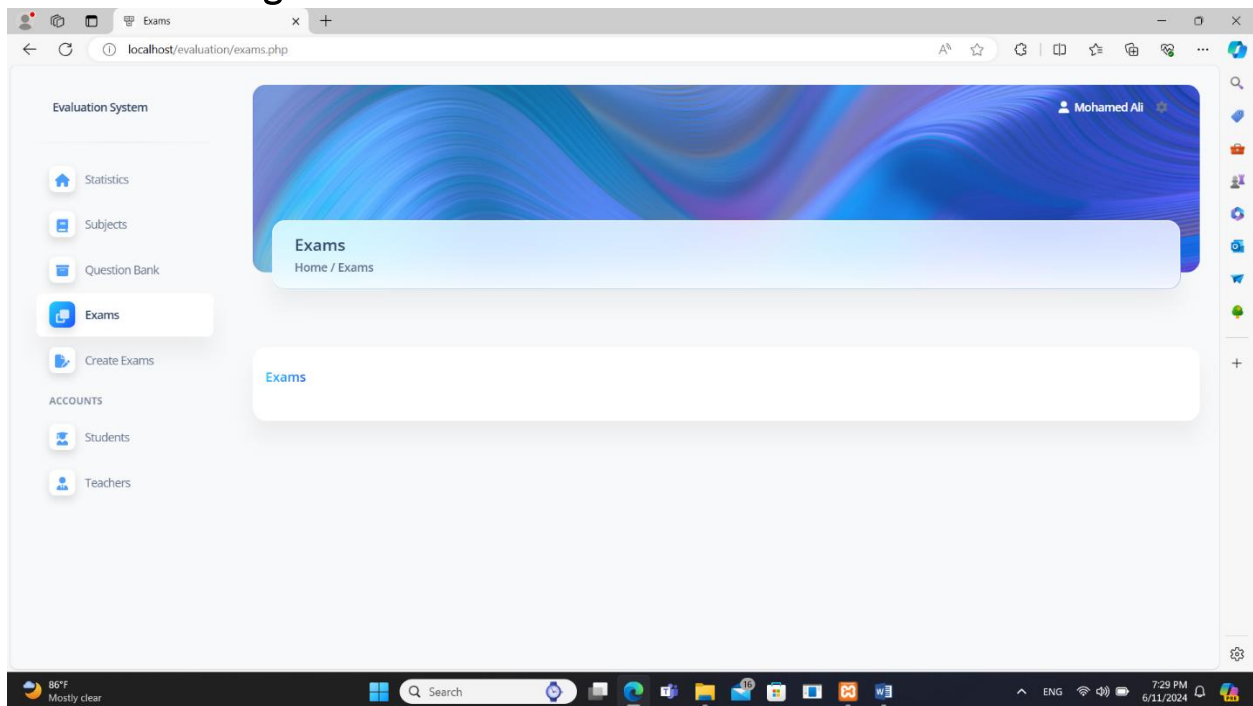 Exams
localhost/evaluation/exams.php
Evaluation System
Mohamed Ali
Statistics
Subjects
Exams
Home / Exams
Question Bank
Exams
Create Exams
Exams
ACCOUNTS
Students
Teachers
86°F
Mostly clear
Search
16
ENG
7:29 PM
6/11/2024